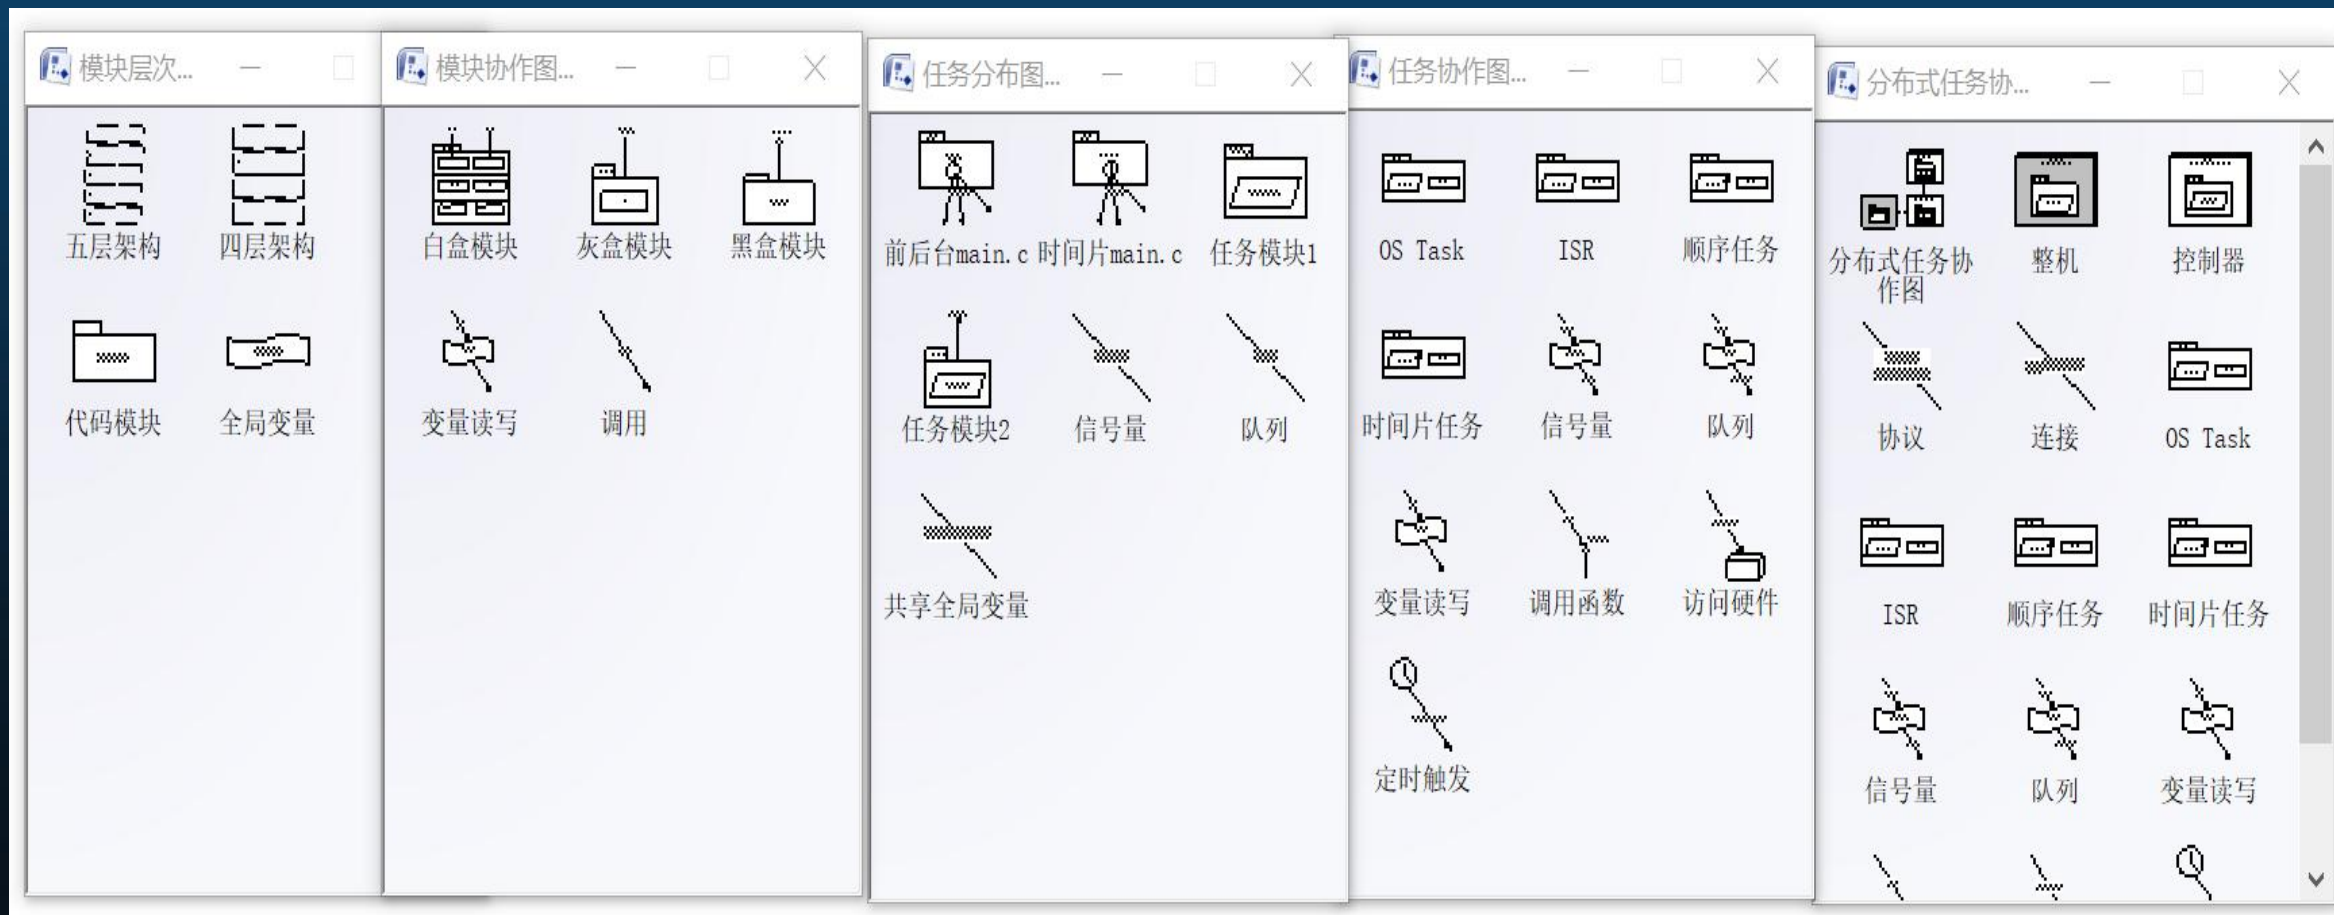 模块层次...
五层架构
四层架构
代码模块
全局变量
模块协作图...
白盒模块
灰盒模块
黑盒模块
变量读写
调用
任务分布图...
前后台main.c
时间片main.c
任务模块1
任务模块2
信号量
队列
共享全局变量
任务协作图...
OS Task
ISR
顺序任务
时间片任务
信号量
队列
变量读写
调用函数
访问硬件
定时触发
分布式任务协...
分布式任务协
作图
整机
控制器
协议
连接
OS Task
ISR
顺序任务
时间片任务
信号量
队列
变量读写